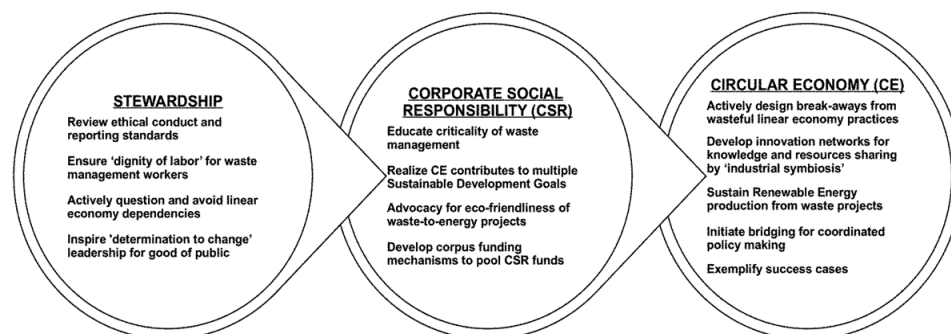 STEWARDSHIP
Review ethical conduct and
reporting standards
Ensure ‘dignity of labor’ for waste
management workers
Actively question and avoid linear
economy dependencies
Inspire 'determination to change’
leadership for good of public
CORPORATE SOCIAL
RESPONSIBILITY (CSR)
Educate criticality of waste
management
Realize CE contributes to multiple
Sustainable Development Goals
Advocacy for eco-friendliness of
waste-to-energy projects
Develop corpus funding
mechanisms to pool CSR funds
CIRCULAR ECONOMY (CE)
Actively design break-aways from
wasteful linear economy practices
Develop innovation networks for
knowledge and resources sharing
by ‘industrial symbiosis’
Sustain Renewable Energy
production from waste projects
Initiate bridging for coordinated
policy making
Exemplify success cases